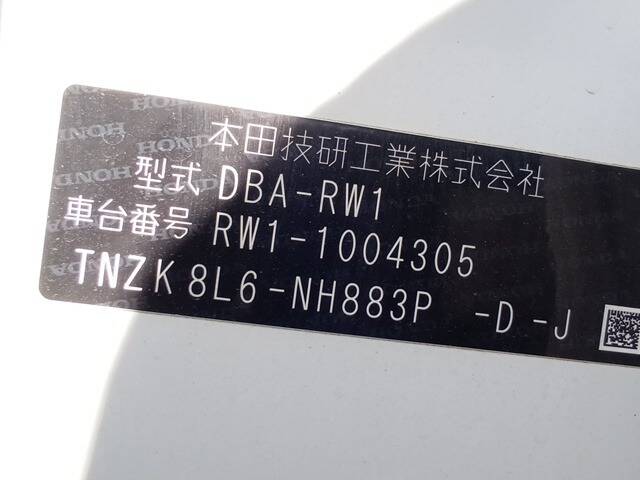 本田技研工業株式会社
型式 DBA-RW1
車台番号 RW1-1004305
TNZK8L6-NH883P -D-J